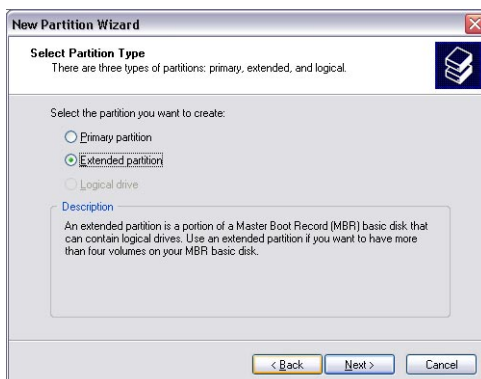 New Partition Wizard
Select Partition Type
There are three types of partitions: primary, extended, and logical.
Select the partition you want to create:
Primary partition
Extended partition
Logical drive
Description
An extended partition is a portion of a Master Boot Record (MBR) basic disk that
can contain logical drives. Use an extended partition if you want to have more
than four volumes on your MBR basic disk.
< Back
Next >
Cancel